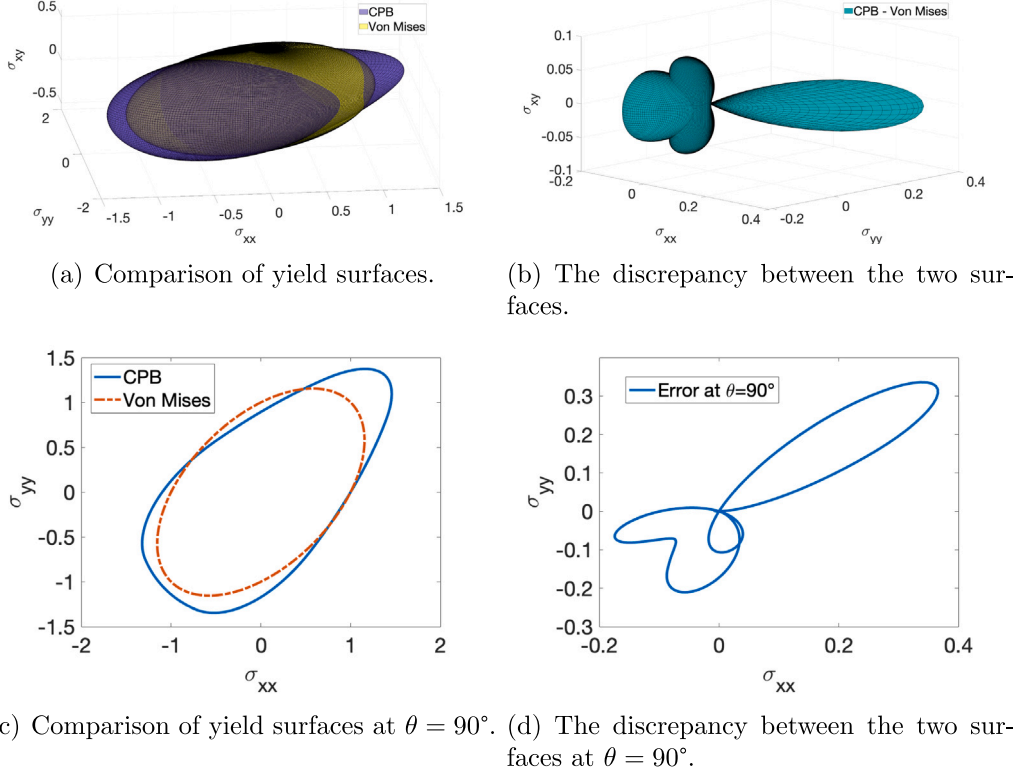 0.5
0
-0.5
σxy
2
0
-2
σyy
-1.5
-1
-0.5
0
0.5
1
1.5
σxx
CPB
Von Mises
0.1
0.05
0
-0.05
-0.1
σxy
-0.2
0
0.2
0.4
σxx
-0.2
0
0.2
0.4
σyy
CPB - Von Mises
(a) Comparison of yield surfaces.
(b) The discrepancy between the two sur-
faces.
1.5
1
0.5
0
-0.5
-1
-1.5
σyy
-2
-1
0
1
2
σxx
CPB
Von Mises
0.3
0.2
0.1
0
-0.1
-0.2
-0.3
σyy
-0.2
0
0.2
0.4
σxx
Error at θ=90°
c) Comparison of yield surfaces at θ = 90°.
(d) The discrepancy between the two sur-
faces at θ = 90°.